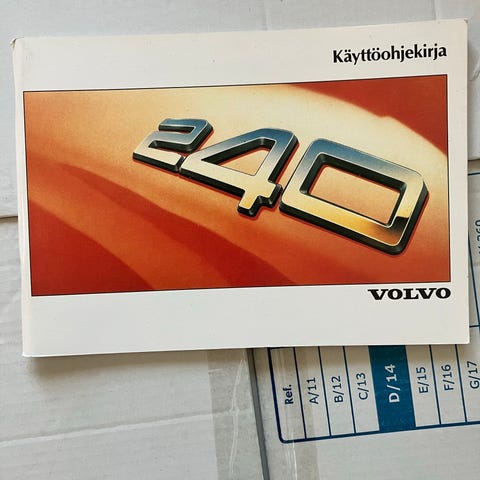 Käyttöohjekirja
240
VOLVO
Ref.
A/11
B/12
C/13
D/14
E/15
F/16
G/17